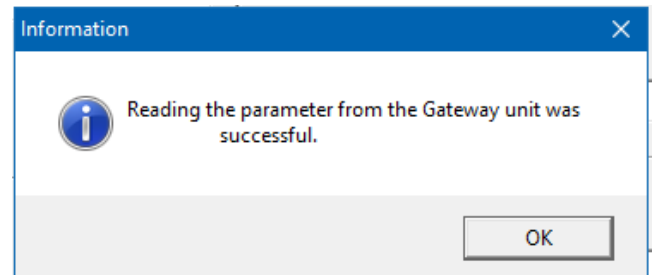 Information
Reading the parameter from the Gateway unit was
successful.
OK